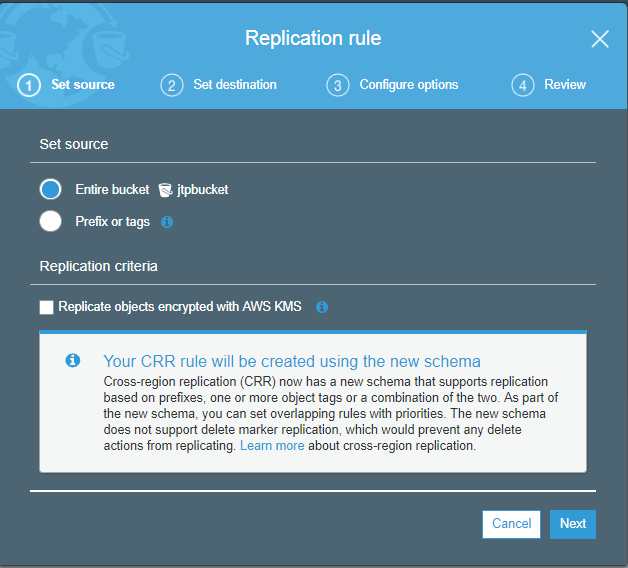 Replication rule
1 Set source
2 Set destination
3 Configure options
4 Review
Set source
Entire bucket jtpbucket
Prefix or tags
Replication criteria
Replicate objects encrypted with AWS KMS
Your CRR rule will be created using the new schema
Cross-region replication (CRR) now has a new schema that supports replication
based on prefixes, one or more object tags or a combination of the two. As part
of the new schema, you can set overlapping rules with priorities. The new schema
does not support delete marker replication, which would prevent any delete
actions from replicating. Learn more about cross-region replication.
Cancel
Next